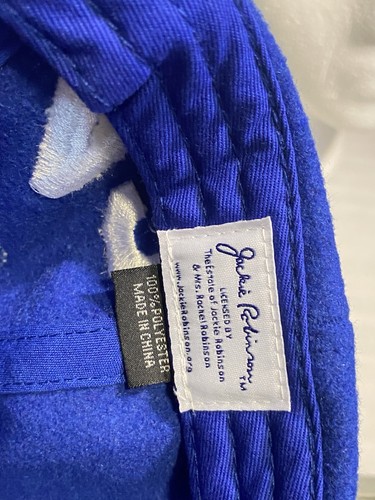 Jackie Robinson TM
LICENSED BY
The Estate of Jackie Robinson
& Mrs. Rachel Robinson
www.JackieRobinson.org
100% POLYESTER
MADE IN CHINA